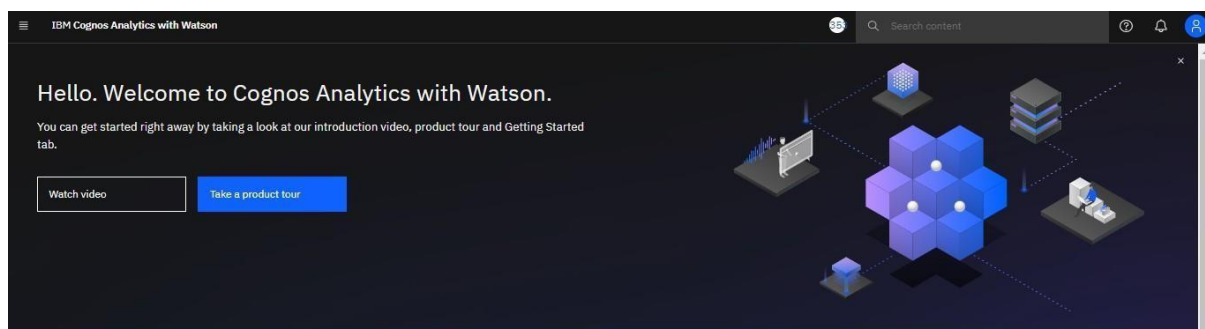 IBM Cognos Analytics with Watson
Search content
Hello. Welcome to Cognos Analytics with Watson.
You can get started right away by taking a look at our introduction video, product tour and Getting Started
tab.
Watch video
Take a product tour